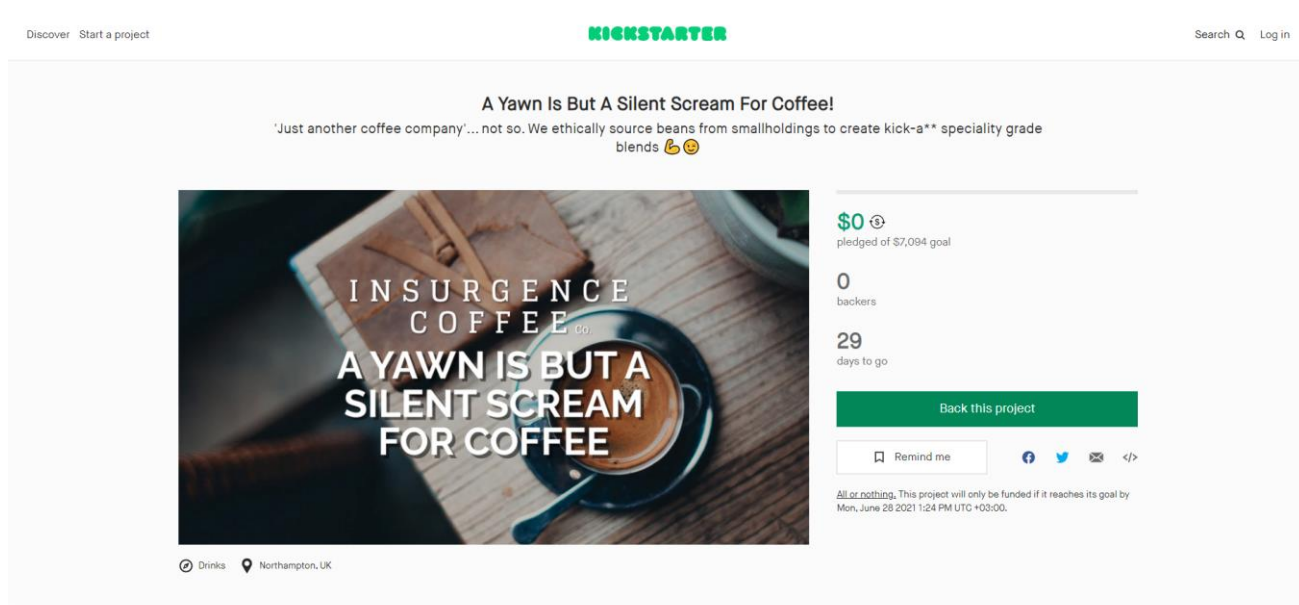 Discover Start a project KICKSTARTER Search Log in
A Yawn Is But A Silent Scream For Coffee!
'Just another coffee company'... not so. We ethically source beans from smallholdings to create kick-a** speciality grade
blends 💪😉
INSURGENCE
COFFEE Co.
A YAWN IS BUT A
SILENT SCREAM
FOR COFFEE
$0
pledged of $7,094 goal
0
backers
29
days to go
Back this project
Remind me </>
All or nothing. This project will only be funded if it reaches its goal by
Mon, June 28 2021 1:24 PM UTC +03:00.
Drinks Northampton, UK